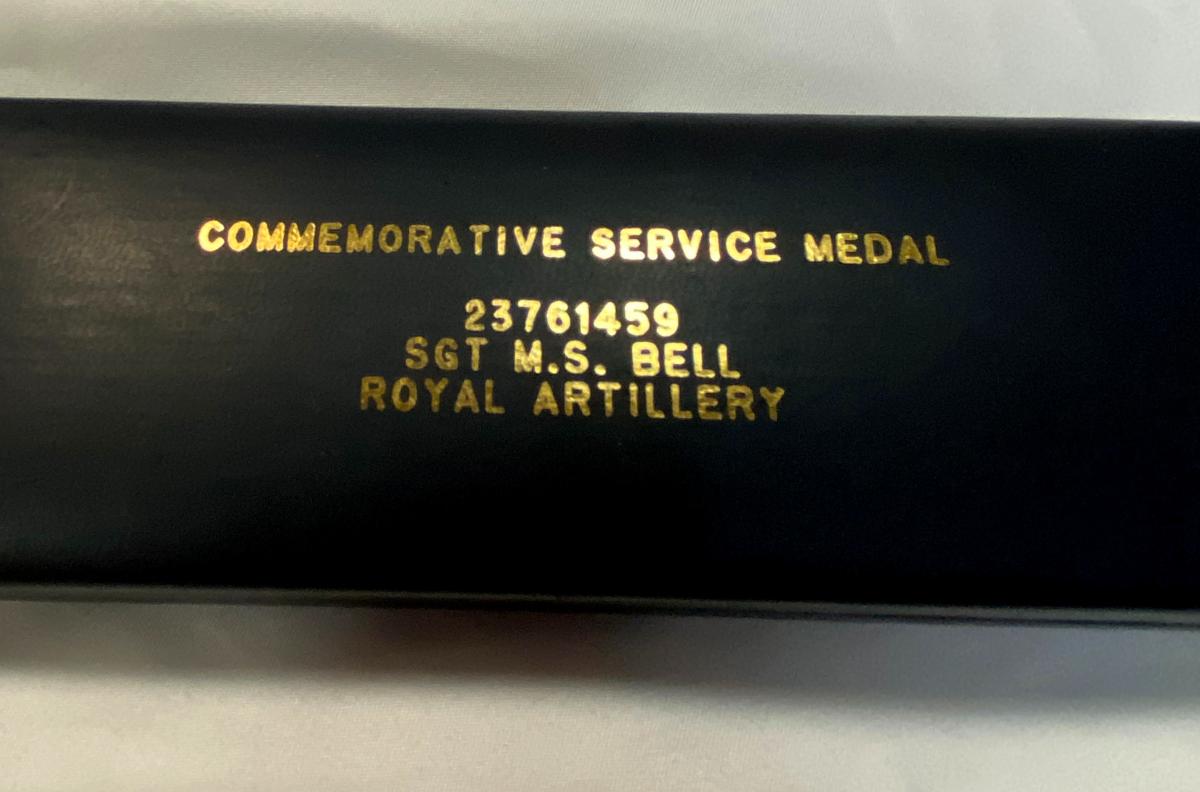 COMMEMORATIVE SERVICE MEDAL
23761459
SGT M.S. BELL
ROYAL ARTILLERY